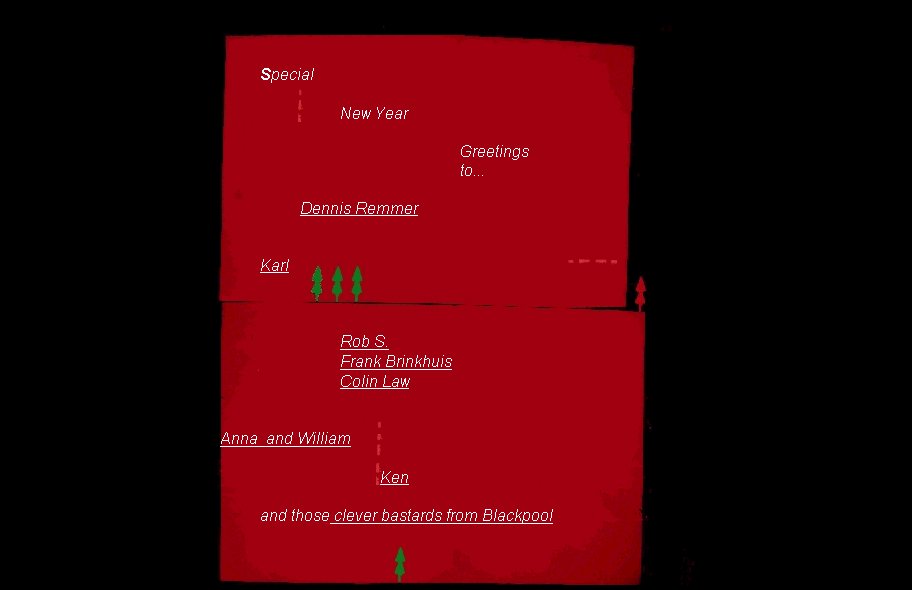 Special
New Year
Greetings
to...
Dennis Remmer
Karl
Rob S.
Frank Brinkhuis
Colin Law
Anna and William
Ken
and those clever bastards from Blackpool